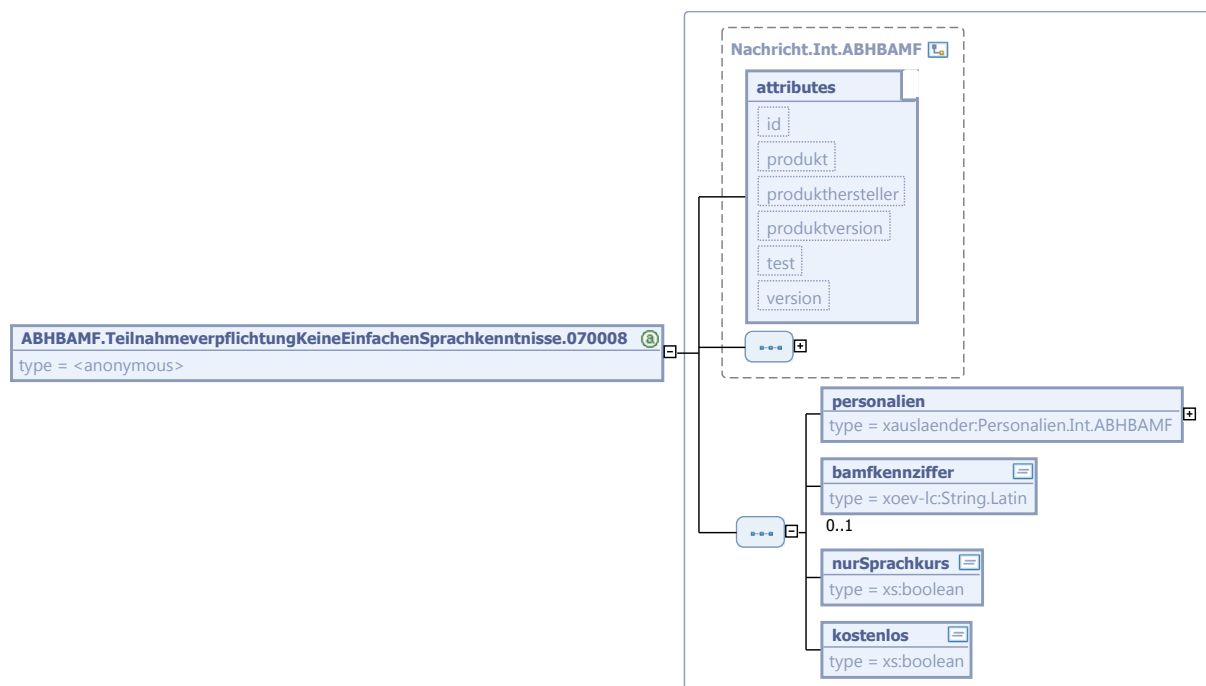 Nachricht.Int.ABHBAMF
attributes
id
produkt
produkthersteller
produktversion
test
version
ABHBAMF.TeilnahmeverpflichtungKeineEinfachenSprachkenntnisse.070008 a
type = <anonymous>
personalien
type = xauslaender:Personalien.Int.ABHBAMF
bamfkennziffer
type = xoev-lc:String.Latin
0..1
nurSprachkurs
type = xs:boolean
kostenlos
type = xs:boolean